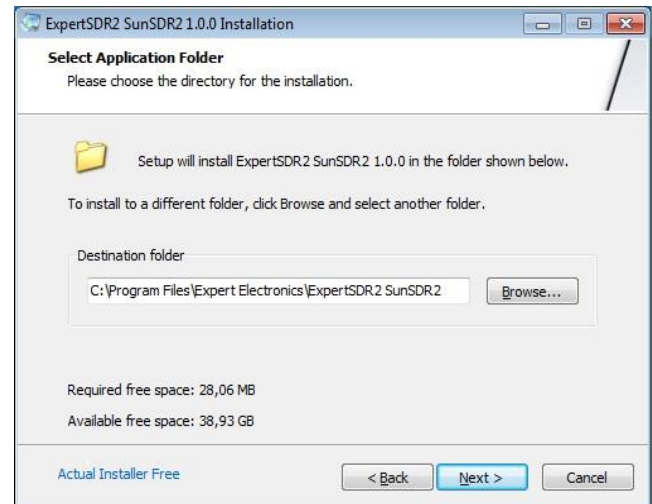 ExpertSDR2 SunSDR2 1.0.0 Installation
Select Application Folder
Please choose the directory for the installation.
Setup will install ExpertSDR2 SunSDR2 1.0.0 in the folder shown below.
To install to a different folder, click Browse and select another folder.
Destination folder
C:\Program Files\Expert Electronics\ExpertSDR2 SunSDR2
Browse...
Required free space: 28,06 MB
Available free space: 38,93 GB
Actual Installer Free
< Back
Next >
Cancel